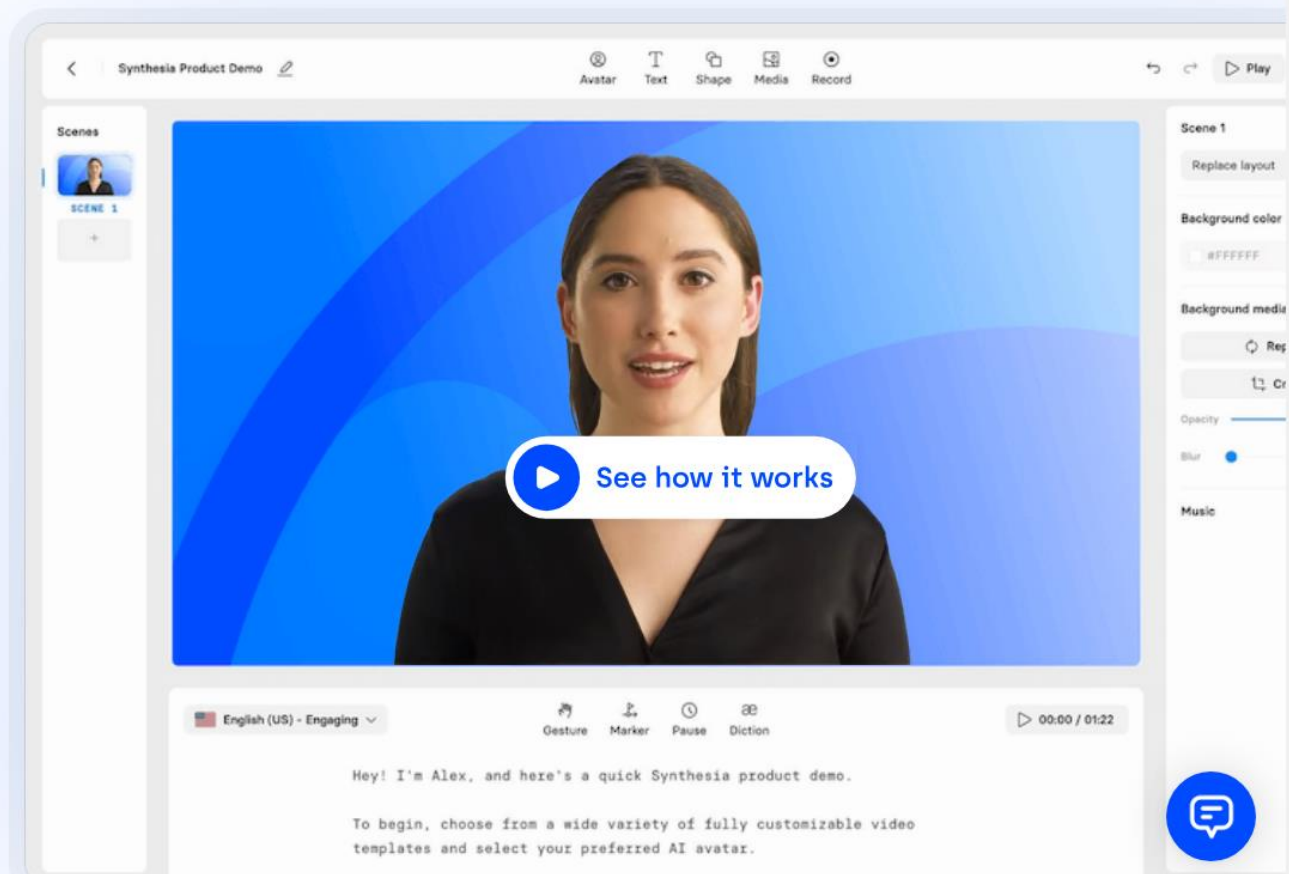 Synthesia Product Demo
Avatar Text Shape Media Record
Play
Scenes
SCENE 1
+
See how it works
Scene 1
Replace layout
Background color
#FFFFFF
Background media
Opacity
Blur
Music
English (US) - Engaging
Gesture Marker Pause Diction
00:00 / 01:22
Hey! I'm Alex, and here's a quick Synthesia product demo.
To begin, choose from a wide variety of fully customizable video
templates and select your preferred AI avatar.